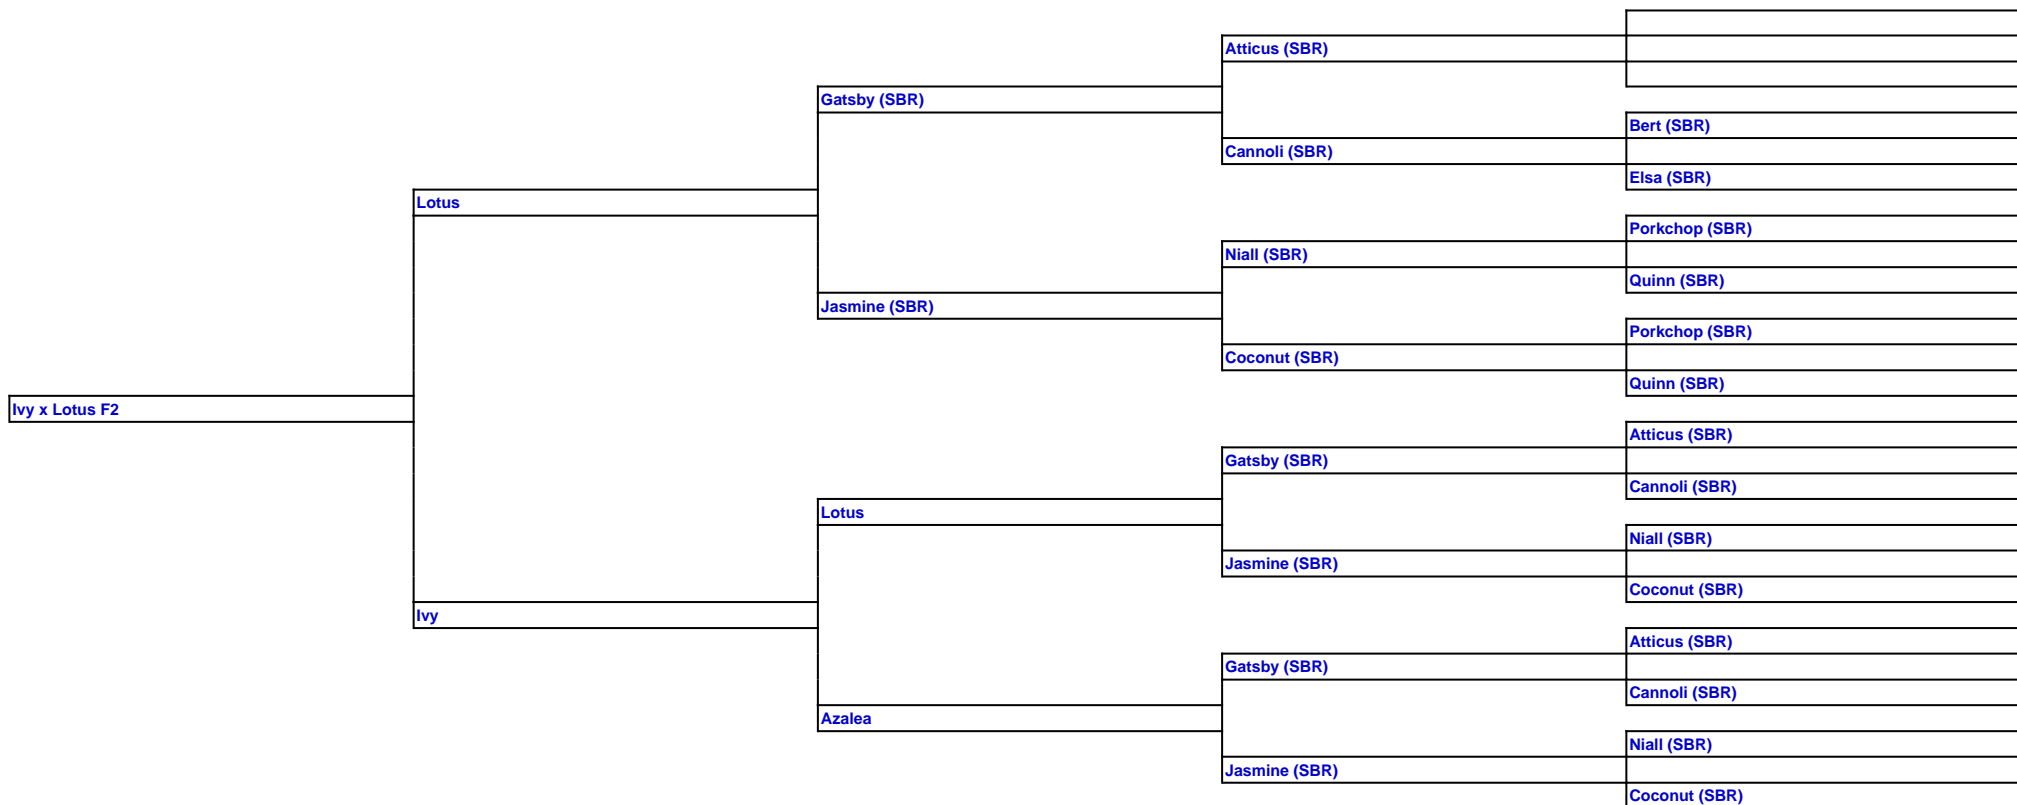 Atticus (SBR)
Gatsby (SBR)
Bert (SBR)
Cannoli (SBR)
Elsa (SBR)
Lotus
Porkchop (SBR)
Niall (SBR)
Quinn (SBR)
Jasmine (SBR)
Porkchop (SBR)
Coconut (SBR)
Quinn (SBR)
Ivy x Lotus F2
Atticus (SBR)
Gatsby (SBR)
Cannoli (SBR)
Lotus
Niall (SBR)
Jasmine (SBR)
Coconut (SBR)
Ivy
Atticus (SBR)
Gatsby (SBR)
Cannoli (SBR)
Azalea
Niall (SBR)
Jasmine (SBR)
Coconut (SBR)